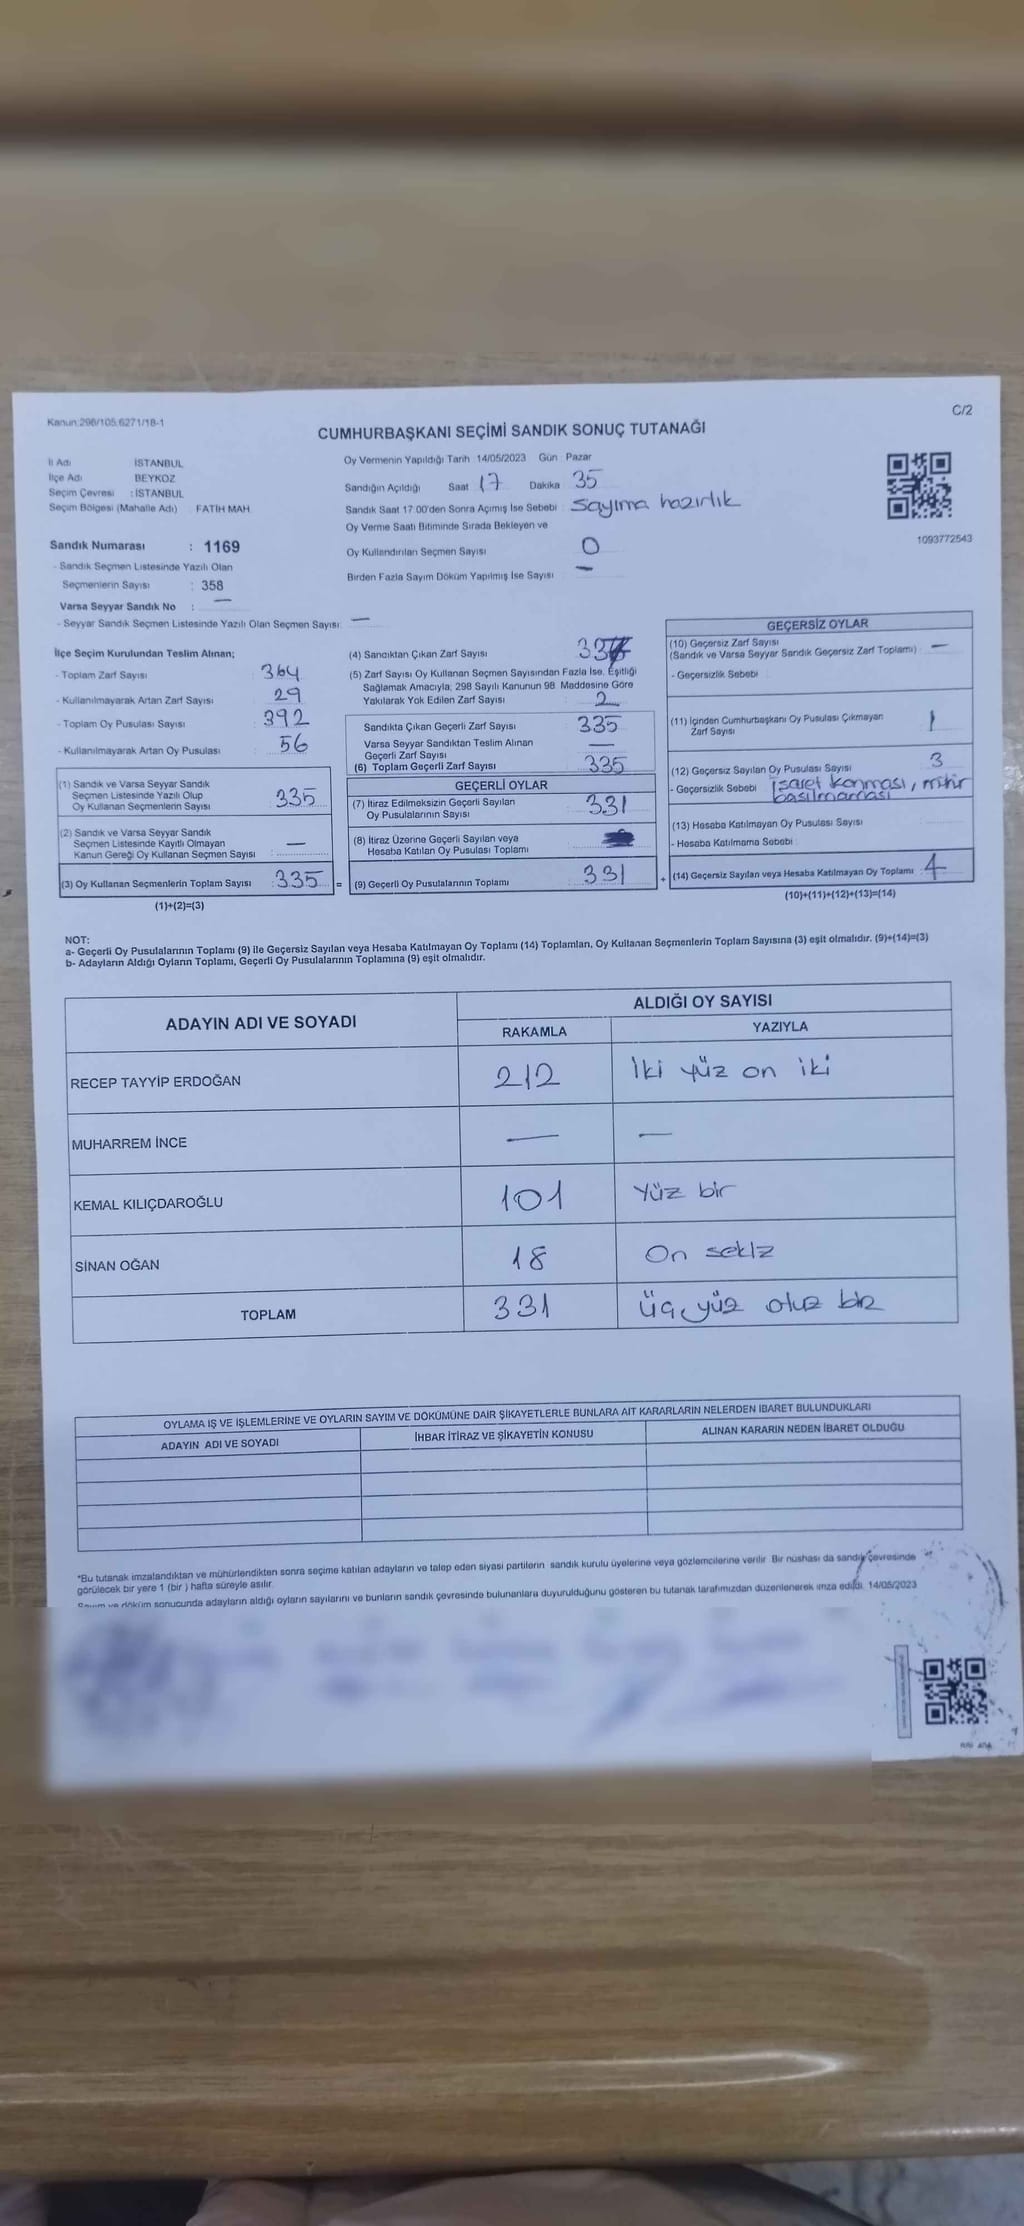 Kanun:298/105.6271/18-1
C/2
CUMHURBAŞKANI SEÇİMİ SANDIK SONUÇ TUTANAĞI
İl Adı İSTANBUL
İlçe Adı BEYKOZ
Seçim Çevresi : İSTANBUL
Seçim Bölgesi (Mahalle Adı) FATİH MAH.
Sandık Numarası : 1169
- Sandık Seçmen Listesinde Yazılı Olan
Seçmenlerin Sayısı : 358
Varsa Seyyar Sandık No : —
- Seyyar Sandık Seçmen Listesinde Yazılı Olan Seçmen Sayısı: —
Oy Vermenin Yapıldığı Tarih 14/05/2023 Gün Pazar
Sandığın Açıldığı Saat 17 Dakika 35
Sandık Saat 17:00'den Sonra Açımış İse Sebebi : sayıma hazırlık
Oy Verme Saati Bitiminde Sırada Bekleyen ve
Oy Kullandırılan Seçmen Sayısı 0
Birden Fazla Sayım Döküm Yapılmış İse Sayısı —
1093772543
İlçe Seçim Kurulundan Teslim Alınan;
- Toplam Zarf Sayısı 364
- Kullanılmayarak Artan Zarf Sayısı 29
- Toplam Oy Pusulası Sayısı 392
- Kullanılmayarak Artan Oy Pusulası 56
(1) Sandık ve Varsa Seyyar Sandık
Seçmen Listesinde Yazılı Olup
Oy Kullanan Seçmenlerin Sayısı 335
(2) Sandık ve Varsa Seyyar Sandık
Seçmen Listesinde Kayıtlı Olmayan
Kanun Gereği Oy Kullanan Seçmen Sayısı —
(3) Oy Kullanan Seçmenlerin Toplam Sayısı : 335 =
(1)+(2)=(3)
(4) Sandıktan Çıkan Zarf Sayısı
(5) Zarf Sayısı Oy Kullanan Seçmen Sayısından Fazla İse, Eşitliği
Sağlamak Amacıyla; 298 Sayılı Kanunun 98. Maddesine Göre
Yakılarak Yok Edilen Zarf Sayısı 2
Sandıkta Çıkan Geçerli Zarf Sayısı 335
Varsa Seyyar Sandıktan Teslim Alınan
Geçerli Zarf Sayısı —
(6) Toplam Geçerli Zarf Sayısı 335
GEÇERLİ OYLAR
(7) İtiraz Edilmeksizin Geçerli Sayılan
Oy Pusulalarının Sayısı 331
(8) İtiraz Üzerine Geçerli Sayılan veya
Hesaba Katılan Oy Pusulası Toplamı
(9) Geçerli Oy Pusulalarının Toplamı 331 +
GEÇERSİZ OYLAR
(10) Geçersiz Zarf Sayısı
(Sandık ve Varsa Seyyar Sandık Geçersiz Zarf Toplamı) : —
- Geçersizlik Sebebi
(11) İçinden Cumhurbaşkanı Oy Pusulası Çıkmayan
Zarf Sayısı 1
(12) Geçersiz Sayılan Oy Pusulası Sayısı 3
- Geçersizlik Sebebi : İşaret konması, mühür
basılmaması
(13) Hesaba Katılmayan Oy Pusulası Sayısı
- Hesaba Katılmama Sebebi
(14) Geçersiz Sayılan veya Hesaba Katılmayan Oy Toplamı : 4
(10)+(11)+(12)+(13)=(14)
NOT:
a- Geçerli Oy Pusulalarının Toplamı (9) ile Geçersiz Sayılan veya Hesaba Katılmayan Oy Toplamı (14) Toplamları, Oy Kullanan Seçmenlerin Toplam Sayısına (3) eşit olmalıdır. (9)+(14)=(3)
b- Adayların Aldığı Oyların Toplamı, Geçerli Oy Pusulalarının Toplamına (9) eşit olmalıdır.
ADAYIN ADI VE SOYADI
ALDIĞI OY SAYISI
RAKAMLA YAZIYLA
RECEP TAYYİP ERDOĞAN 212 İki yüz on iki
MUHARREM İNCE — —
KEMAL KILIÇDAROĞLU 101 Yüz bir
SİNAN OĞAN 18 On sekiz
TOPLAM 331 Üç yüz otuz bir
OYLAMA İŞ VE İŞLEMLERİNE VE OYLARIN SAYIM VE DÖKÜMÜNE DAİR ŞİKAYETLERLE BUNLARA AİT KARARLARIN NELERDEN İBARET BULUNDUKLARI
ADAYIN ADI VE SOYADI İHBAR İTİRAZ VE ŞİKAYETİN KONUSU ALINAN KARARIN NEDEN İBARET OLDUĞU
*Bu tutanak imzalandıktan ve mühürlendikten sonra seçime katılan adayların ve talep eden siyasi partilerin sandık kurulu üyelerine veya gözlemcilerine verilir. Bir nüshası da sandık çevresinde
görülecek bir yere 1 (bir ) hafta süreyle asılır.
Sayım ve döküm sonucunda adayların aldığı oyların sayılarını ve bunların sandık çevresinde bulunanlara duyurulduğunu gösteren bu tutanak tarafımızdan düzenlenerek imza edildi. 14/05/2023